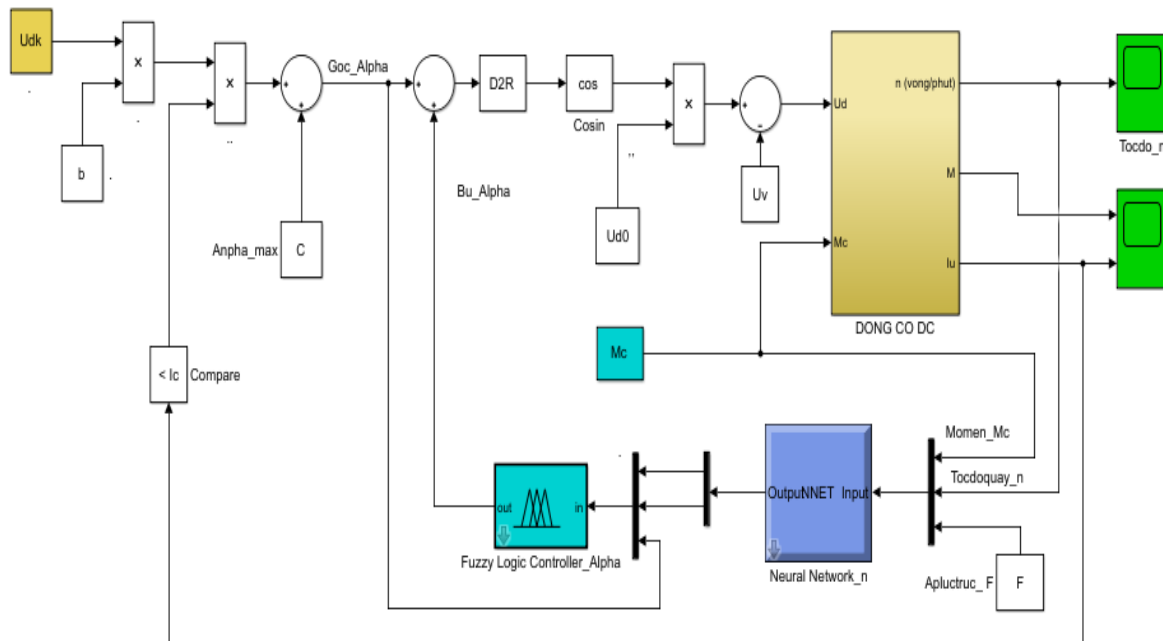 Udk
x
.
b
.
x
..
+
+
Goc_Alpha
+
+
D2R
cos
Cosin
x
,,
+
-
Ud
n (vong/phut)
M
Mc
Iu
DONG CO DC
Tocdo_n
Bu_Alpha
Anpha_max
C
Ud0
Uv
Mc
< Ic
Compare
Momen_Mc
Tocdoquay_n
.
out
in
Fuzzy Logic Controller_Alpha
OutpuNNET Input
Neural Network_n
Apluctruc_ F
F